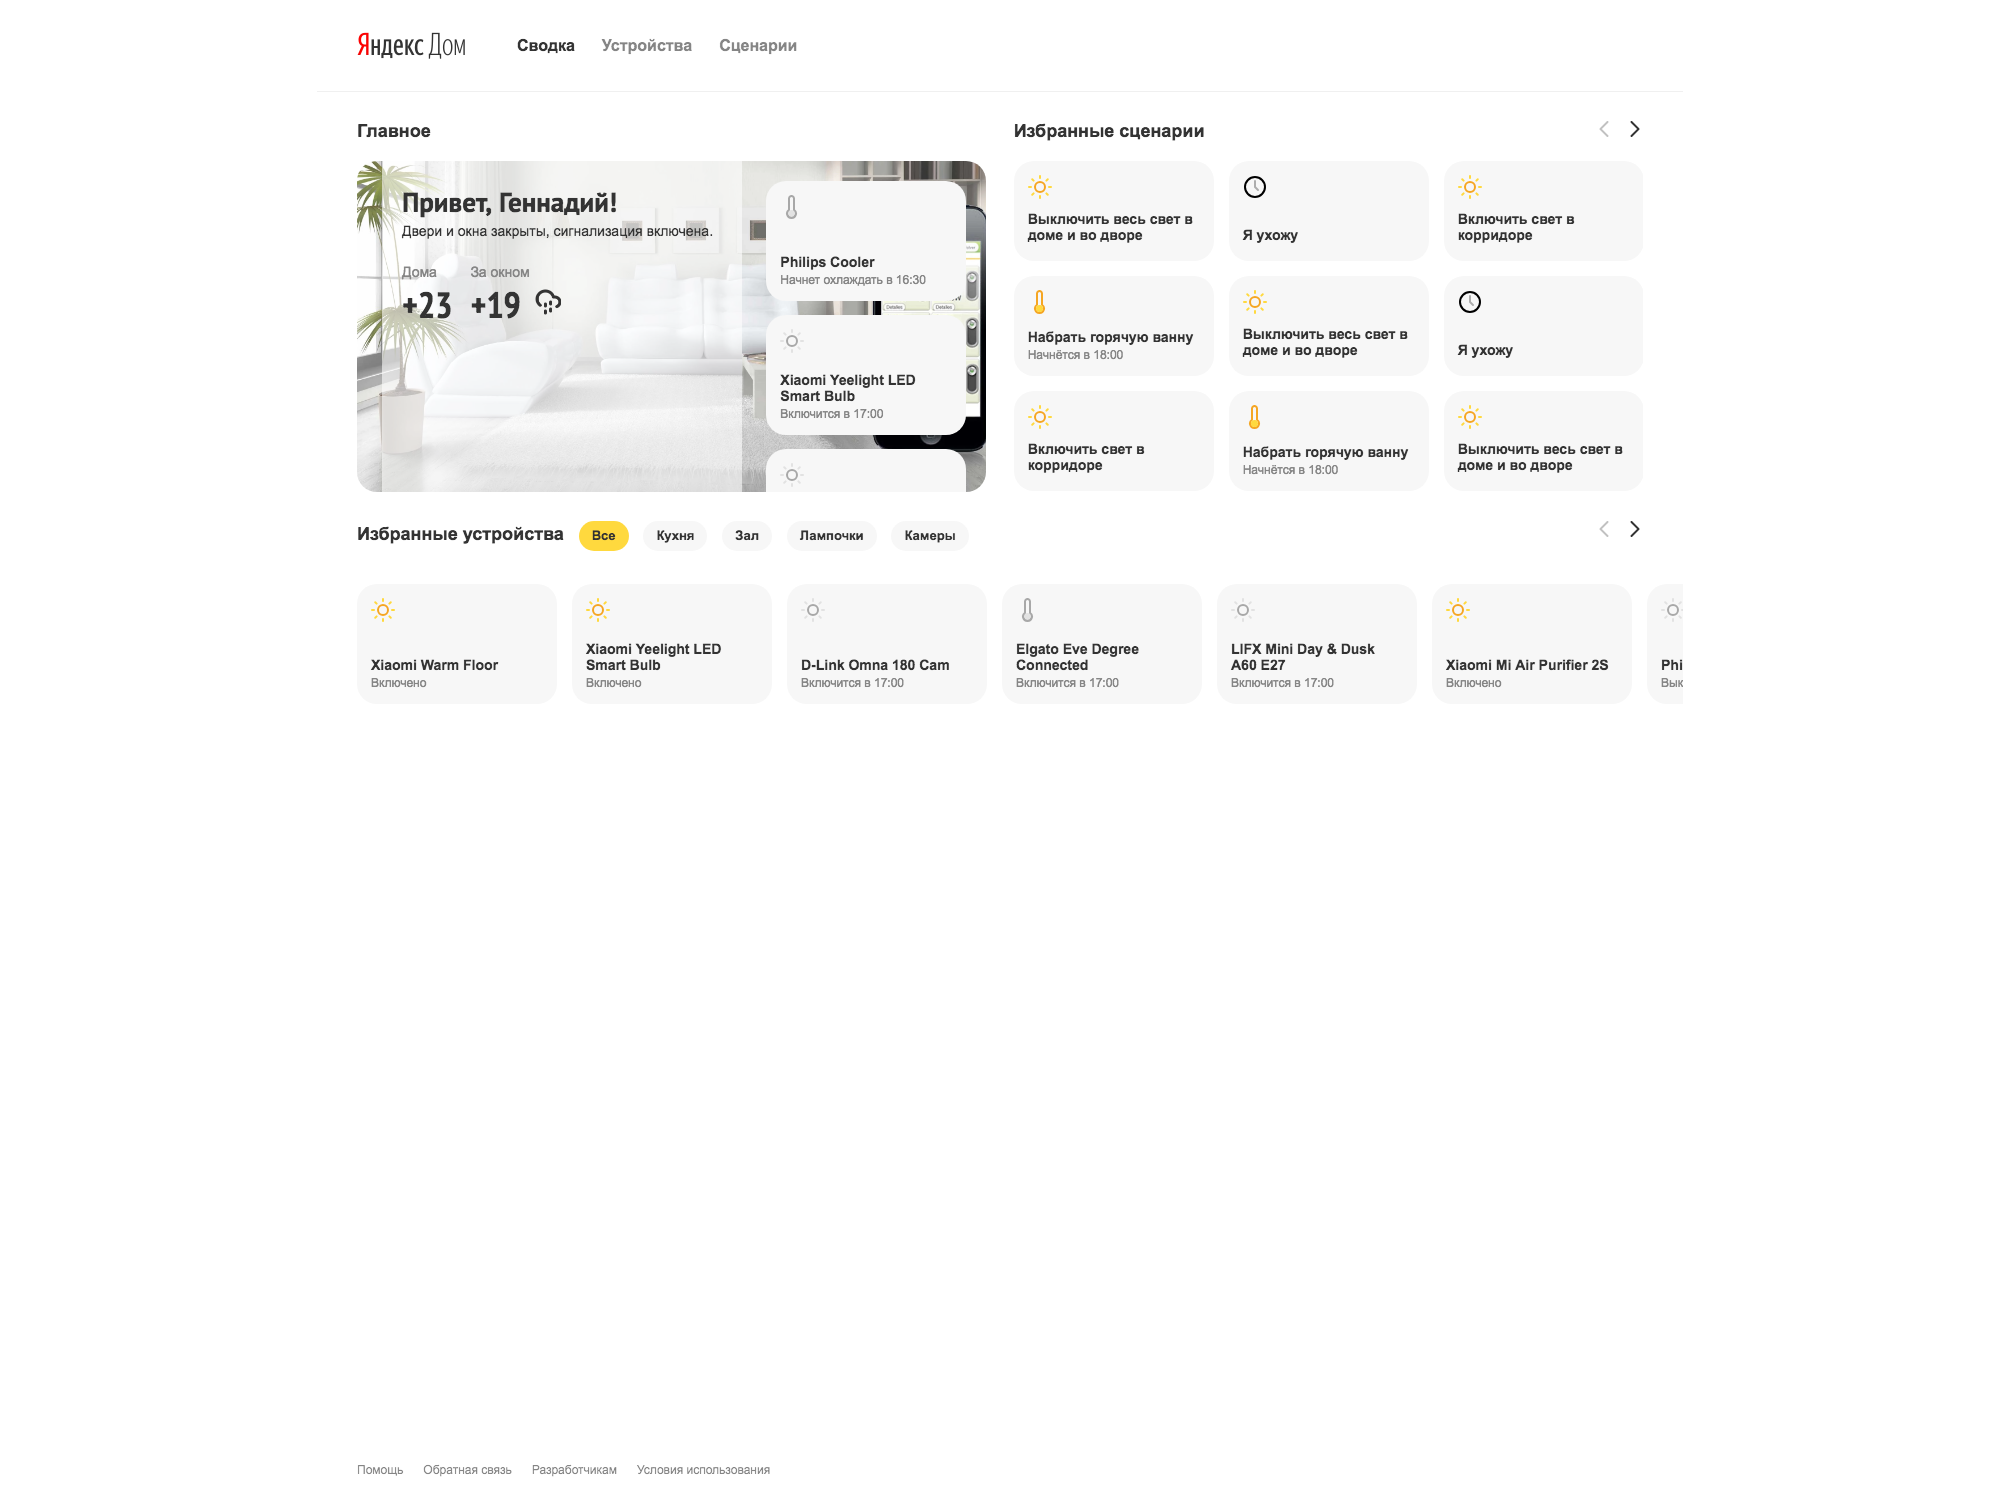 Яндекс Дом
Сводка
Устройства
Сценарии
Главное
Привет, Геннадий!
Двери и окна закрыты, сигнализация включена.
Дома
За окном
+23
+19
Philips Cooler
Начнет охлаждать в 16:30
Xiaomi Yeelight LED
Smart Bulb
Включится в 17:00
Избранные сценарии
Выключить весь свет в
доме и во дворе
Я ухожу
Включить свет в
корридоре
Набрать горячую ванну
Начнётся в 18:00
Выключить весь свет в
доме и во дворе
Я ухожу
Включить свет в
корридоре
Набрать горячую ванну
Начнётся в 18:00
Выключить весь свет в
доме и во дворе
Избранные устройства
Все
Кухня
Зал
Лампочки
Камеры
Xiaomi Warm Floor
Включено
Xiaomi Yeelight LED
Smart Bulb
Включено
D-Link Omna 180 Cam
Включится в 17:00
Elgato Eve Degree
Connected
Включится в 17:00
LIFX Mini Day & Dusk
A60 E27
Включится в 17:00
Xiaomi Mi Air Purifier 2S
Включено
Phi
Вык
Помощь
Обратная связь
Разработчикам
Условия использования